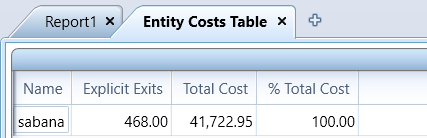 Report1 × Entity Costs Table ×
Name Explicit Exits Total Cost % Total Cost
sabana 468.00 41,722.95 100.00